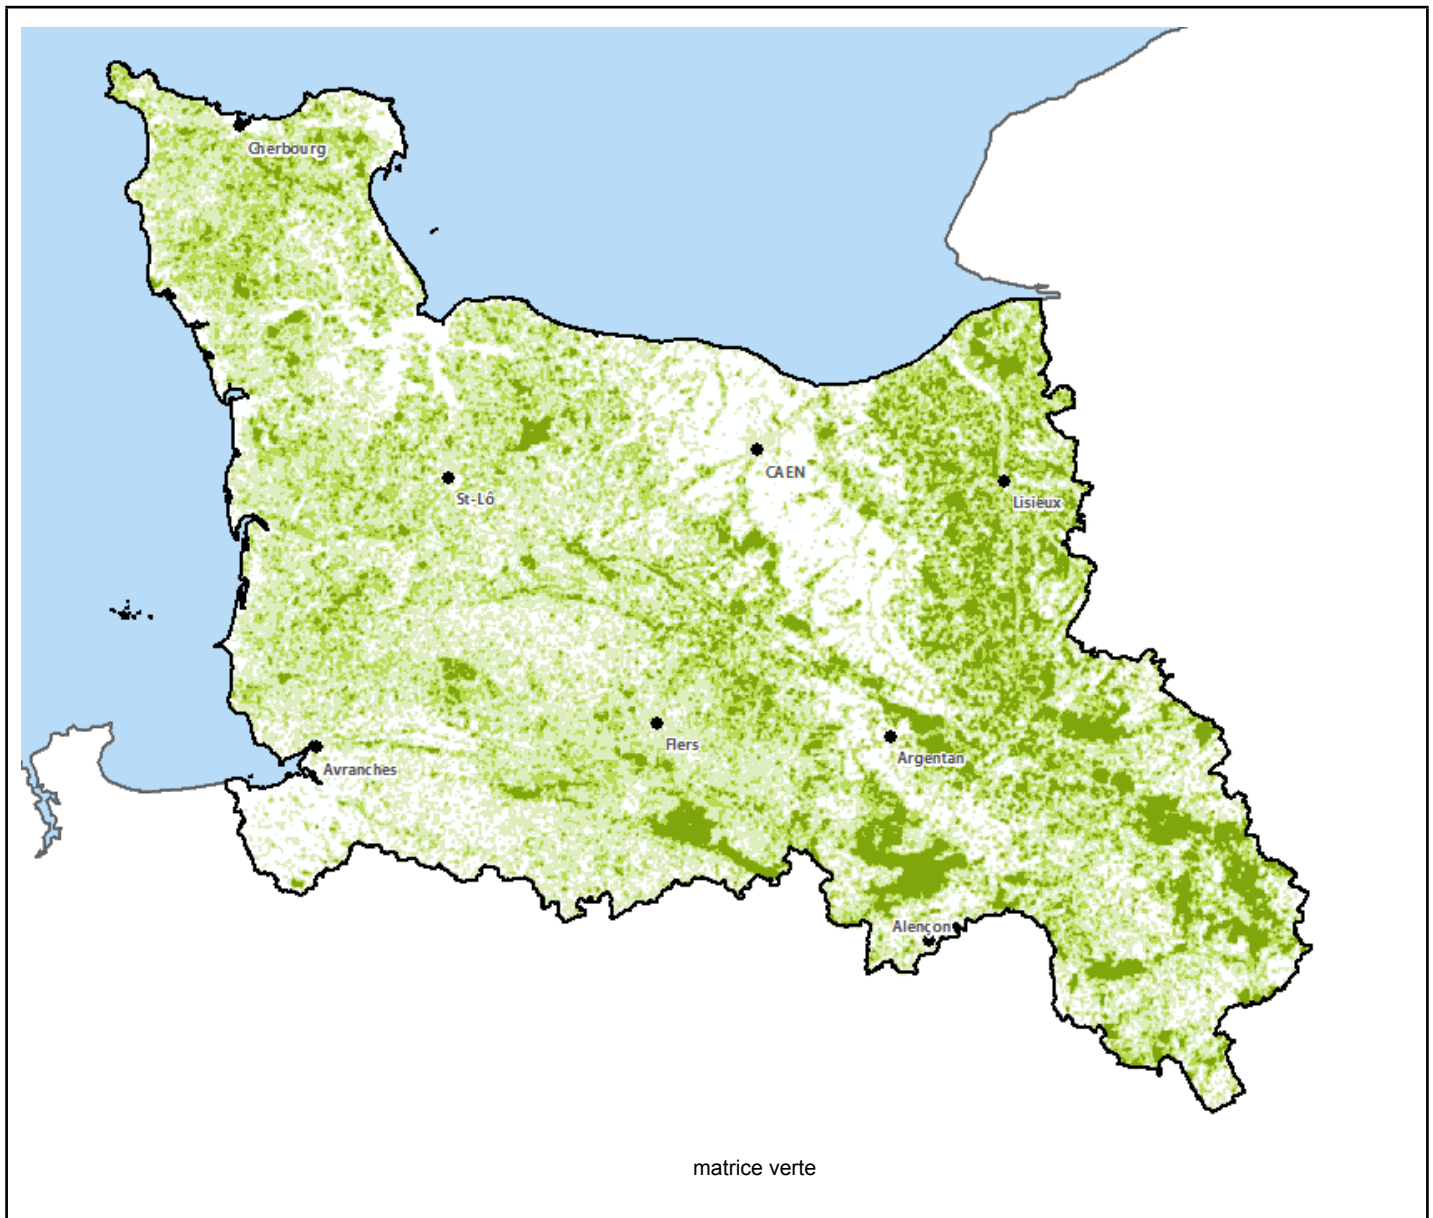 Cherbourg
CAEN
St-Lô
Lisieux
Flers
Argentan
Avranches
Alençon
matrice verte